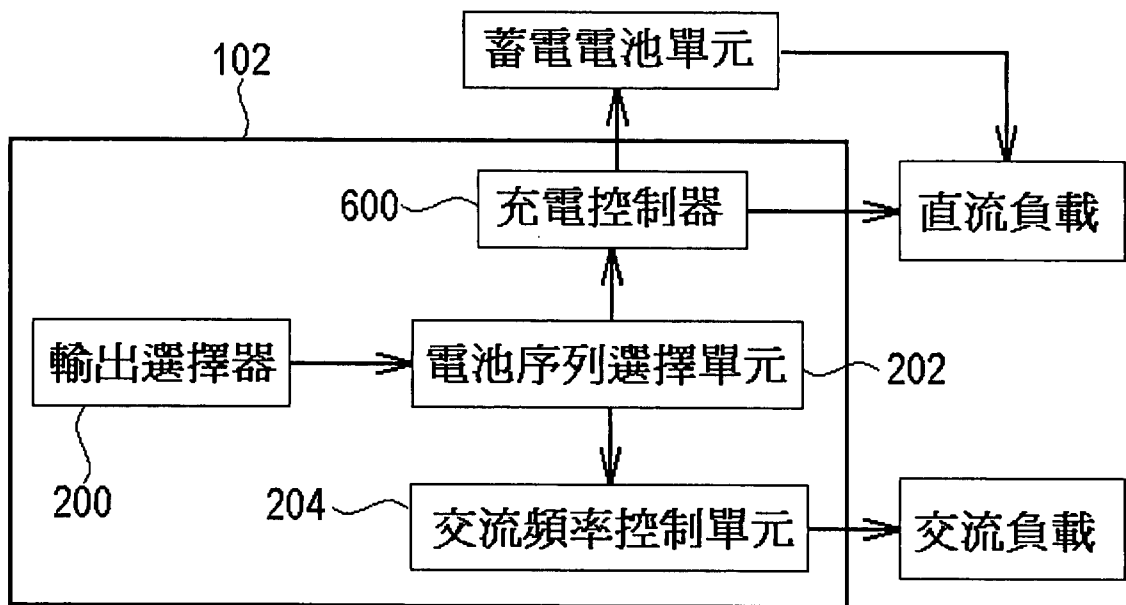 蓄電電池單元
102
600
充電控制器
直流負載
輸出選擇器
電池序列選擇單元
202
200
204
交流頻率控制單元
交流負載